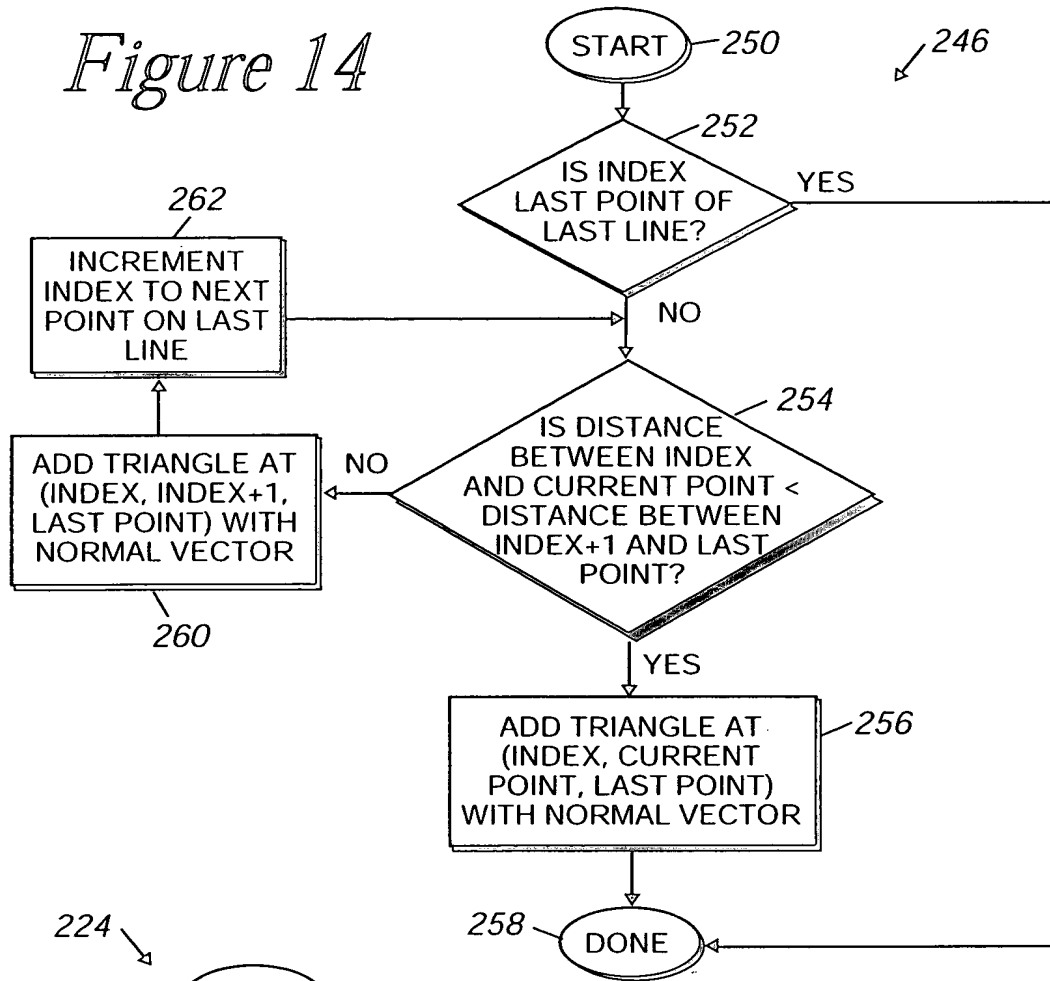 Figure 14
START
250
246
252
IS INDEX
LAST POINT OF
LAST LINE?
YES
262
INCREMENT
INDEX TO NEXT
POINT ON LAST
LINE
NO
254
IS DISTANCE
BETWEEN INDEX
AND CURRENT POINT <
DISTANCE BETWEEN
INDEX+1 AND LAST
POINT?
NO
ADD TRIANGLE AT
(INDEX, INDEX+1,
LAST POINT) WITH
NORMAL VECTOR
260
YES
ADD TRIANGLE AT
(INDEX, CURRENT
POINT, LAST POINT)
WITH NORMAL VECTOR
256
258
DONE
224